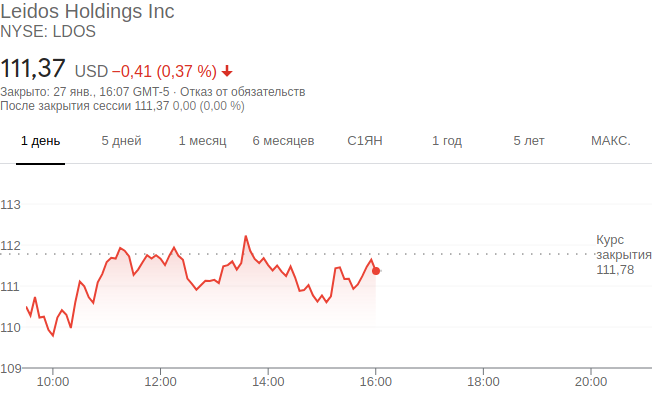 Leidos Holdings Inc
NYSE: LDOS
111,37 USD −0,41 (0,37 %)
Закрыто: 27 янв., 16:07 GMT-5 · Отказ от обязательств
После закрытия сессии 111,37 0,00 (0,00 %)
1 день 5 дней 1 месяц 6 месяцев С1ЯН 1 год 5 лет МАКС.
113
112
Курс
закрытия
111,78
111
110
109
10:00 12:00 14:00 16:00 18:00 20:00